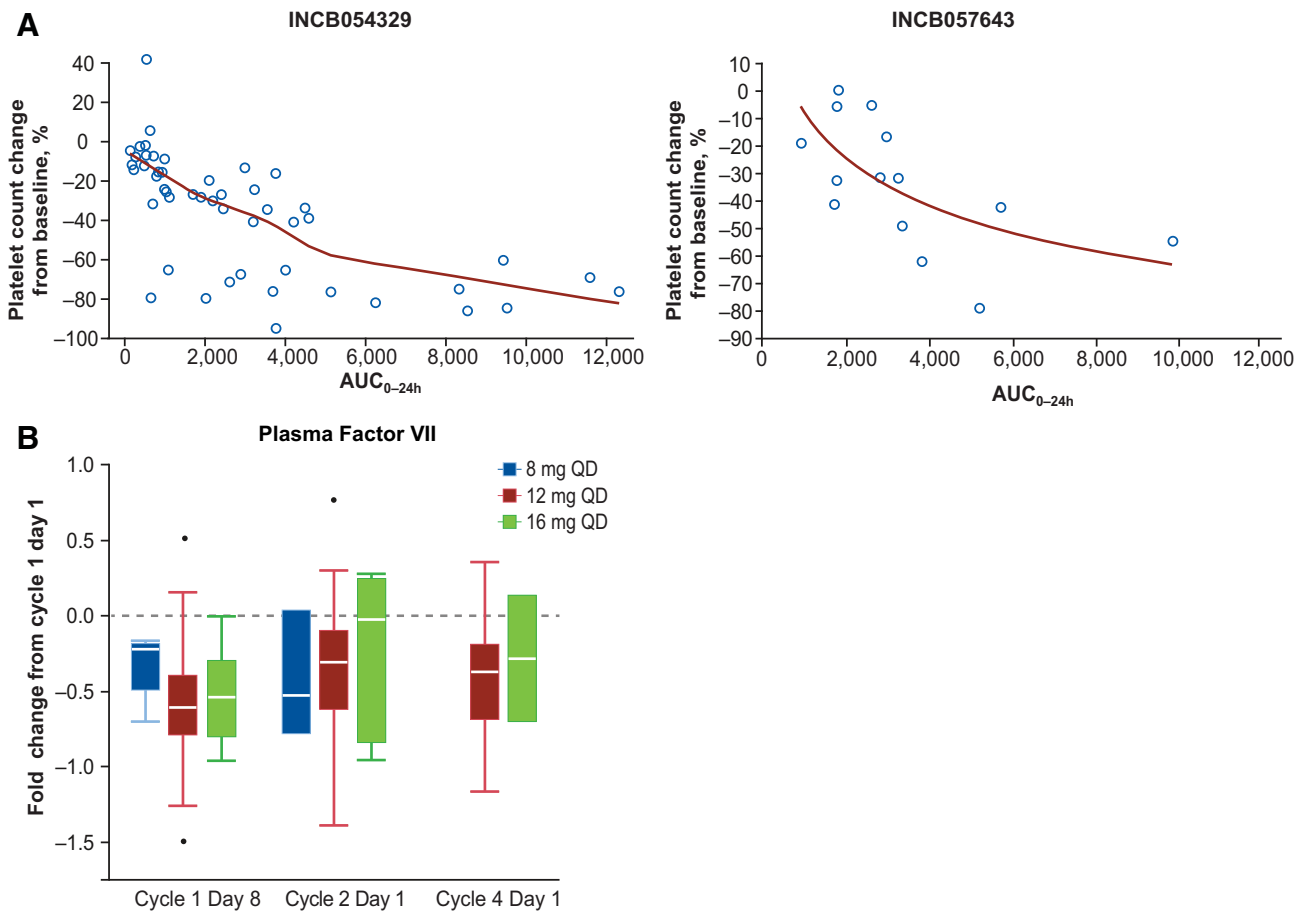 A
INCB054329
Platelet count change
from baseline, %
40
20
0
–20
–40
–60
–80
–100
0
2,000
4,000
6,000
8,000
10,000
12,000
AUC0–24h
INCB057643
Platelet count change
from baseline, %
10
0
–10
–20
–30
–40
–50
–60
–70
–80
–90
0
2,000
4,000
6,000
8,000
10,000
12,000
AUC0–24h
B
Plasma Factor VII
Fold change from cycle 1 day 1
1.0
0.5
0.0
–0.5
–1.0
–1.5
8 mg QD
12 mg QD
16 mg QD
Cycle 1 Day 8
Cycle 2 Day 1
Cycle 4 Day 1